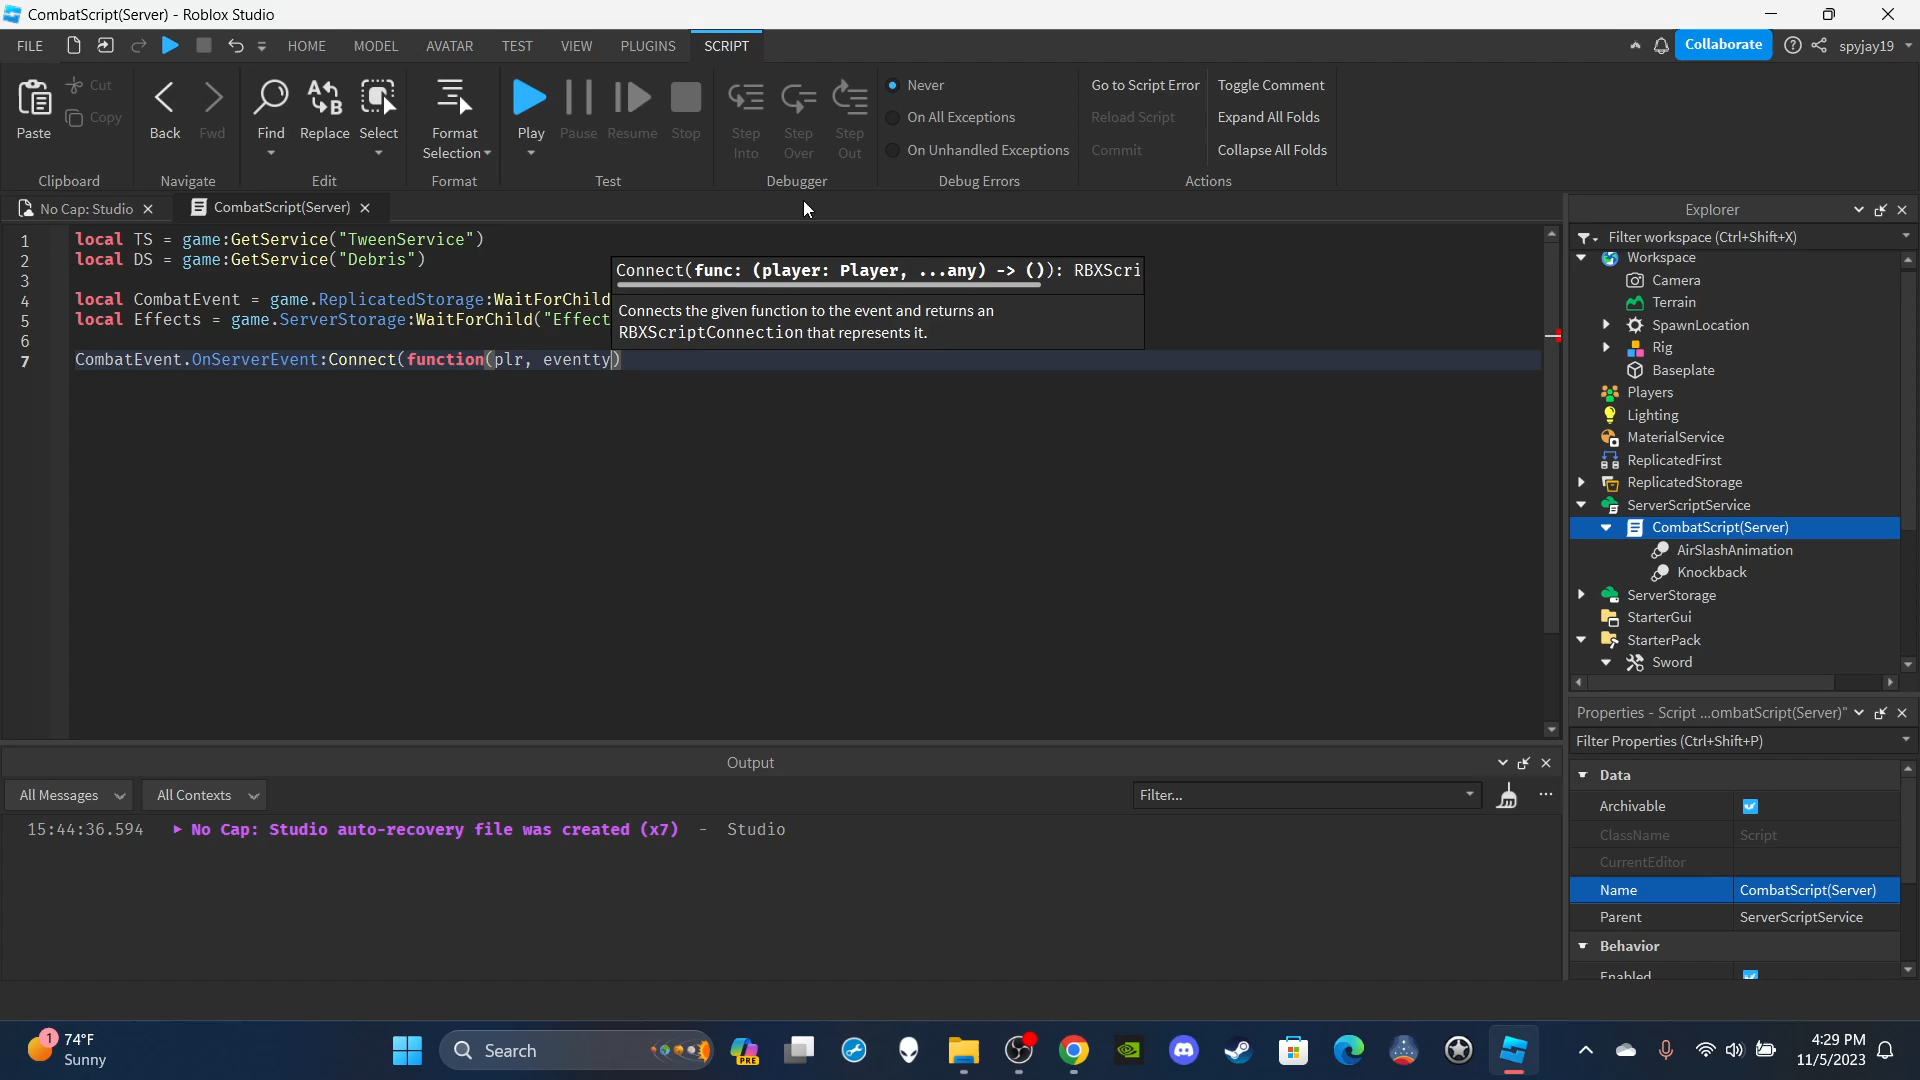 CombatScript(Server) - Roblox Studio
FILE HOME MODEL AVATAR TEST VIEW PLUGINS SCRIPT Collaborate spyjay19
Paste Cut Copy
Clipboard
Back Fwd
Navigate
Find Replace Select
Edit
Format Selection
Format
Play Pause Resume Stop
Test
Step Into Step Over Step Out
Debugger
Never
On All Exceptions
On Unhandled Exceptions
Debug Errors
Go to Script Error
Reload Script
Commit
Toggle Comment
Expand All Folds
Collapse All Folds
Actions
No Cap: Studio CombatScript(Server)
1 local TS = game:GetService("TweenService")
2 local DS = game:GetService("Debris")
3
4 local CombatEvent = game.ReplicatedStorage:WaitForChild
5 local Effects = game.ServerStorage:WaitForChild("Effect
6
7 CombatEvent.OnServerEvent:Connect(function(plr, eventty)
Connect(func: (player: Player, ...any) -> ()): RBXScri
Connects the given function to the event and returns an
RBXScriptConnection that represents it.
Explorer
Filter workspace (Ctrl+Shift+X)
Workspace
Camera
Terrain
SpawnLocation
Rig
Baseplate
Players
Lighting
MaterialService
ReplicatedFirst
ReplicatedStorage
ServerScriptService
CombatScript(Server)
AirSlashAnimation
Knockback
ServerStorage
StarterGui
StarterPack
Sword
Properties - Script ...ombatScript(Server)"
Filter Properties (Ctrl+Shift+P)
Data
Archivable
ClassName Script
CurrentEditor
Name CombatScript(Server)
Parent ServerScriptService
Behavior
Enabled
Output
All Messages All Contexts Filter...
15:44:36.594 No Cap: Studio auto-recovery file was created (x7) - Studio
1 74°F
Sunny
Search
PRE
4:29 PM
11/5/2023